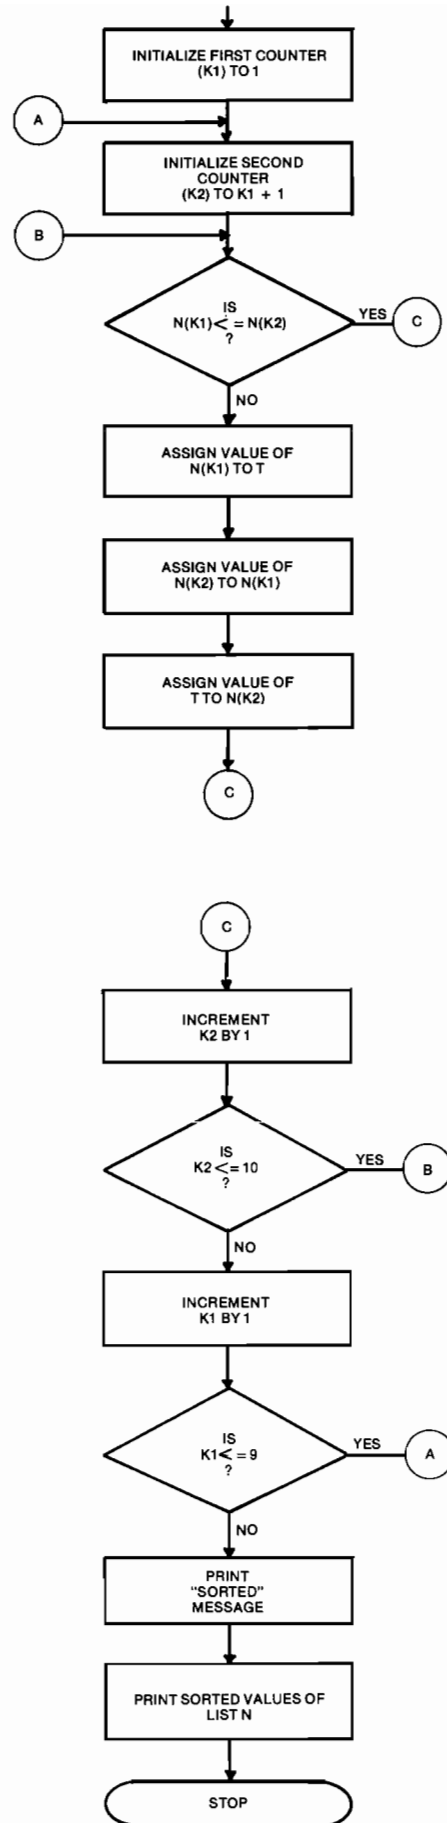 INITIALIZE FIRST COUNTER
(K1) TO 1
A
INITIALIZE SECOND
COUNTER
(K2) TO K1 + 1
B
IS
N(K1) <= N(K2)
?
YES
C
NO
ASSIGN VALUE OF
N(K1) TO T
ASSIGN VALUE OF
N(K2) TO N(K1)
ASSIGN VALUE OF
T TO N(K2)
C
C
INCREMENT
K2 BY 1
IS
K2 <= 10
?
YES
B
NO
INCREMENT
K1 BY 1
IS
K1 <= 9
?
YES
A
NO
PRINT
"SORTED"
MESSAGE
PRINT SORTED VALUES OF
LIST N
STOP